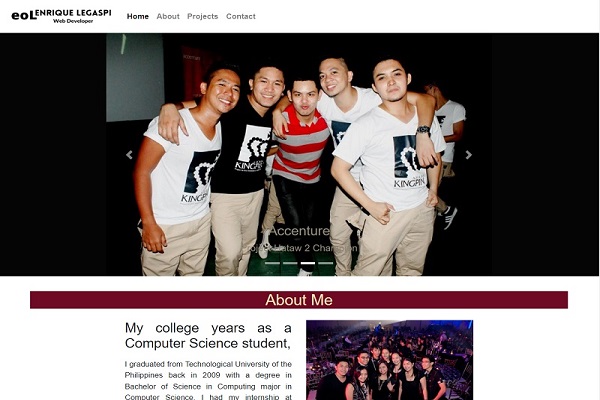 eoL ENRIQUE LEGASPI
Web Developer
Home About Projects Contact
KINGPIN
KINGPIN
KINGPIN
Accenture
Hataw 2 Champion
About Me
My college years as a
Computer Science student,
I graduated from Technological University of the
Philippines back in 2009 with a degree in
Bachelor of Science in Computing major in
Computer Science. I had my internship at